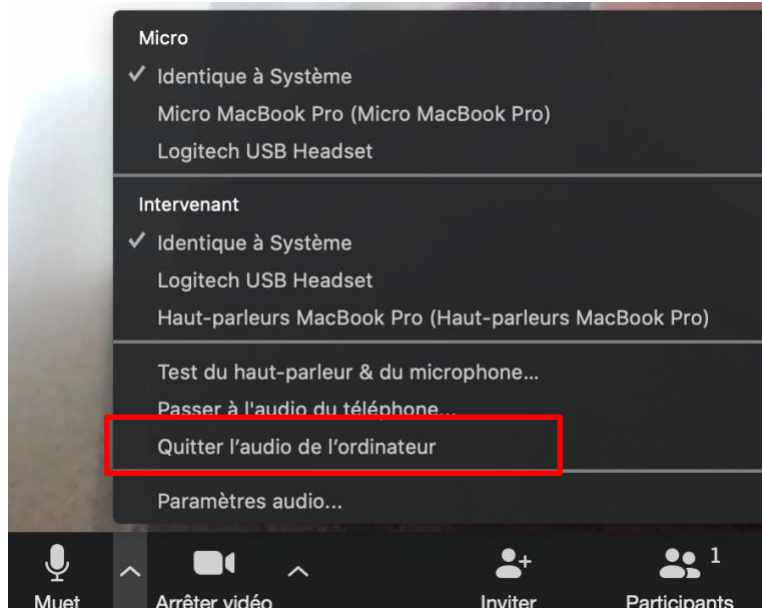 Micro
✓ Identique à Système
Micro MacBook Pro (Micro MacBook Pro)
Logitech USB Headset
Intervenant
✓ Identique à Système
Logitech USB Headset
Haut-parleurs MacBook Pro (Haut-parleurs MacBook Pro)
Test du haut-parleur & du microphone...
Passer à l'audio du téléphone...
Quitter l’audio de l’ordinateur
Paramètres audio...
1
Muet Arrêter vidéo Inviter Participants